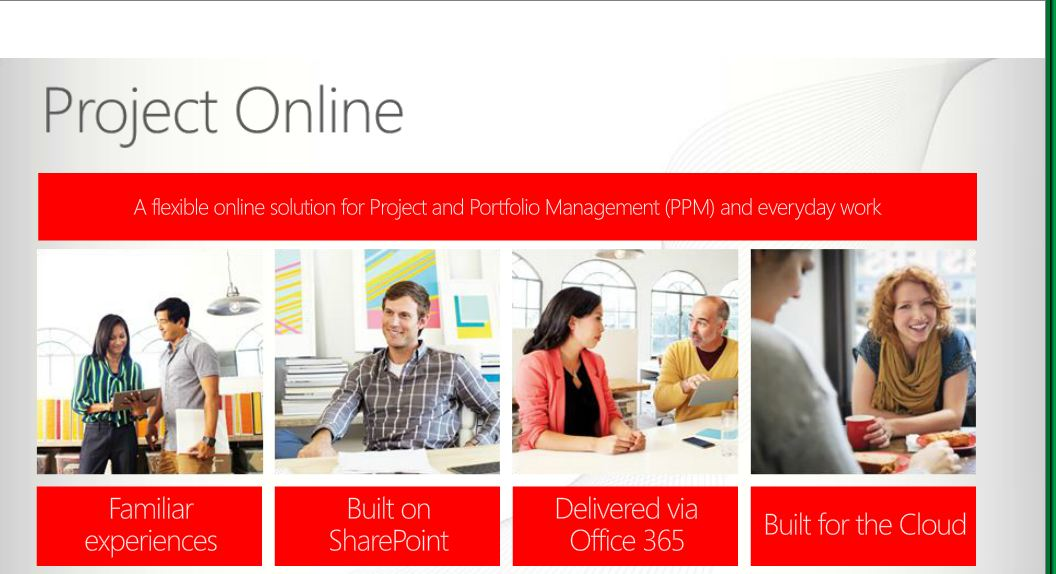 Project Online
A flexible online solution for Project and Portfolio Management (PPM) and everyday work
Familiar
experiences
Built on
SharePoint
Delivered via
Office 365
Built for the Cloud